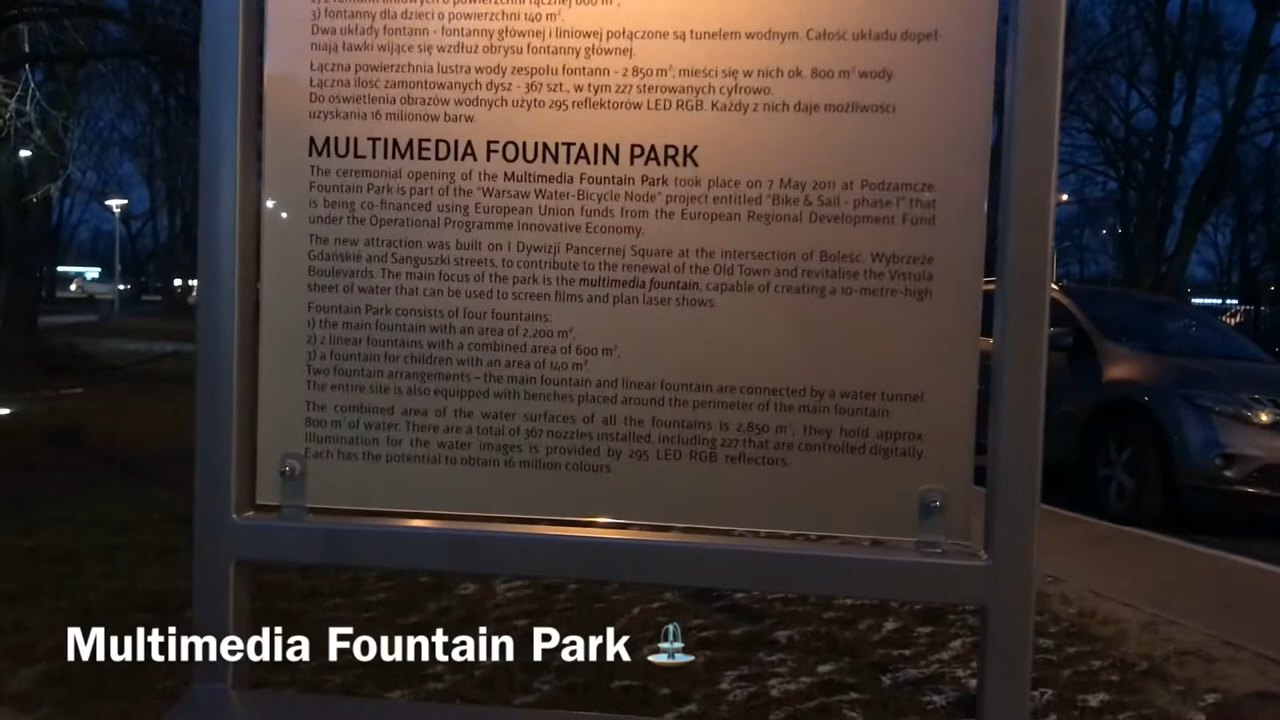 3) fontanny dla dzieci o powierzchni 140 m².
Dwa układy fontann - fontanny głównej i liniowej połączone są tunelem wodnym. Całość układu dopeł-
niają ławki wijące się wzdłuż obrysu fontanny głównej.
Łączna powierzchnia lustra wody zespołu fontann - 2 850 m²; mieści się w nich ok. 800 m³ wody.
Łączna ilość zamontowanych dysz - 367 szt., w tym 227 sterowanych cyfrowo.
Do oświetlenia obrazów wodnych użyto 295 reflektorów LED RGB. Każdy z nich daje możliwości
uzyskania 16 milionów barw.
MULTIMEDIA FOUNTAIN PARK
The ceremonial opening of the Multimedia Fountain Park took place on 7 May 2011 at Podzamcze.
Fountain Park is part of the "Warsaw Water-Bicycle Node" project entitled "Bike & Sail - phase I" that
is being co-financed using European Union funds from the European Regional Development Fund
under the Operational Programme Innovative Economy.
The new attraction was built on I Dywizji Pancernej Square at the intersection of Boleść, Wybrzeże
Gdańskie and Sanguszki streets, to contribute to the renewal of the Old Town and revitalise the Vistula
Boulevards. The main focus of the park is the multimedia fountain, capable of creating a 10-metre-high
sheet of water that can be used to screen films and plan laser shows.
Fountain Park consists of four fountains:
1) the main fountain with an area of 2,200 m²,
2) 2 linear fountains with a combined area of 600 m²,
3) a fountain for children with an area of 140 m².
Two fountain arrangements – the main fountain and linear fountain are connected by a water tunnel.
The entire site is also equipped with benches placed around the perimeter of the main fountain.
The combined area of the water surfaces of all the fountains is 2,850 m²; they hold approx.
800 m³ of water. There are a total of 367 nozzles installed, including 227 that are controlled digitally.
Illumination for the water images is provided by 295 LED RGB reflectors.
Each has the potential to obtain 16 million colours.
Multimedia Fountain Park ⛲